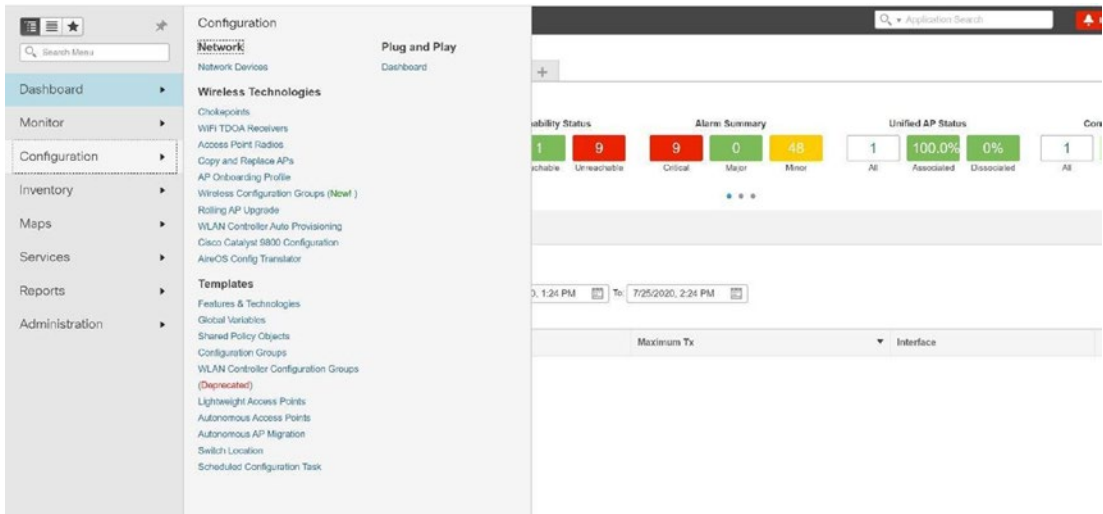 Search Menu
Dashboard
Monitor
Configuration
Inventory
Maps
Services
Reports
Administration
Configuration
Network
Network Devices
Wireless Technologies
Chokepoints
WiFi TDOA Receivers
Access Point Radios
Copy and Replace APs
AP Onboarding Profile
Wireless Configuration Groups (New! )
Rolling AP Upgrade
WLAN Controller Auto Provisioning
Cisco Catalyst 9800 Configuration
AireOS Config Translator
Templates
Features & Technologies
Global Variables
Shared Policy Objects
Configuration Groups
WLAN Controller Configuration Groups
(Deprecated)
Lightweight Access Points
Autonomous Access Points
Autonomous AP Migration
Switch Location
Scheduled Configuration Task
Plug and Play
Dashboard
Application Search
+
ability Status
1
9
achable
Unreachable
Alarm Summary
9
0
48
Critical
Major
Minor
Unified AP Status
1
100.0%
0%
All
Associated
Dissociated
Con
1
All
0, 1:24 PM
To: 7/25/2020, 2:24 PM
Maximum Tx
Interface